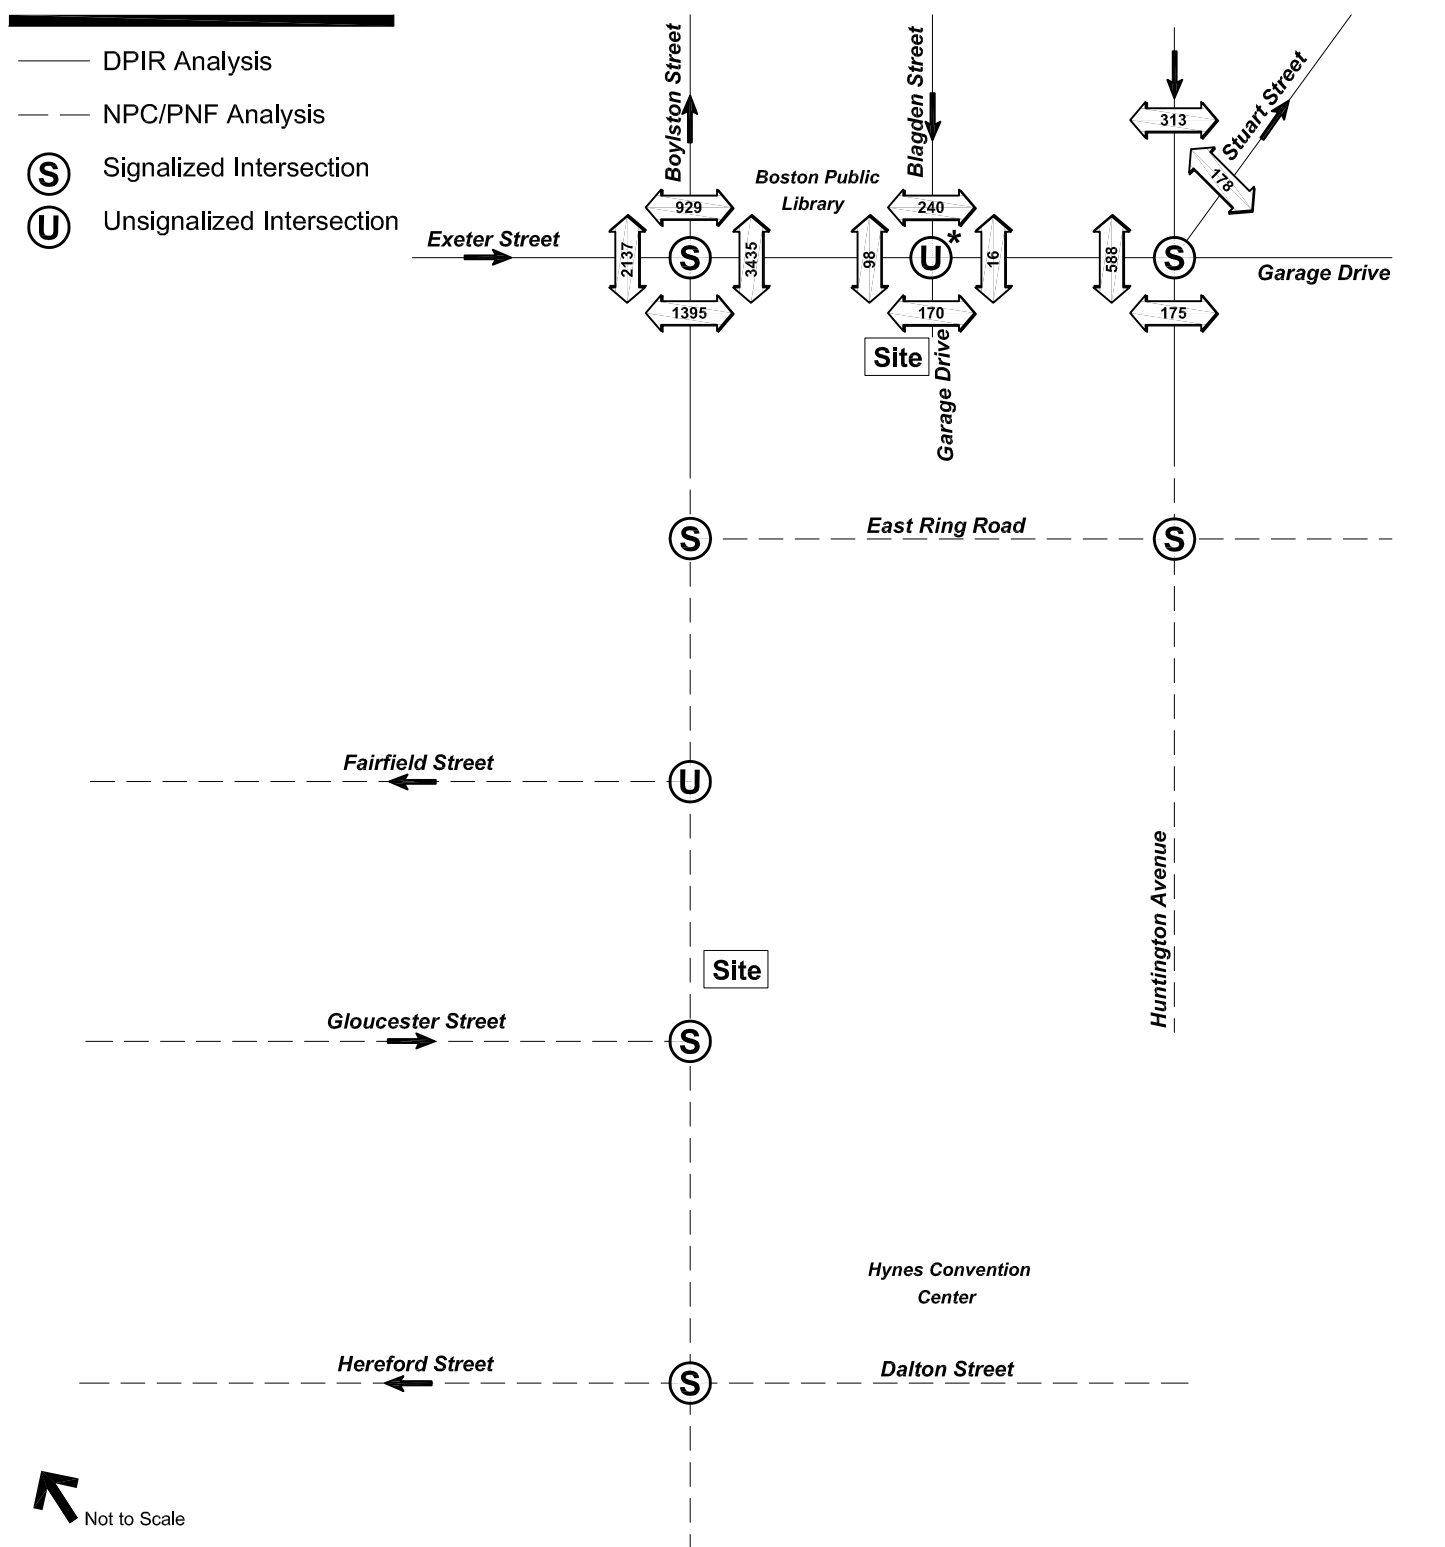 DPIR Analysis
NPC/PNF Analysis
S Signalized Intersection
U Unsignalized Intersection
Boylston Street
Blagden Street
Stuart Street
313
178
Boston Public
Library
929
240
Exeter Street
2137
S
3435
98
U*
16
588
S
Garage Drive
1395
170
175
Site
Garage Drive
S
East Ring Road
S
Fairfield Street
U
Huntington Avenue
Site
Gloucester Street
S
Hynes Convention
Center
Hereford Street
S
Dalton Street
Not to Scale